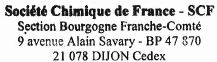 Société Chimique de France - SCF
Section Bourgogne Franche-Comté
9 avenue Alain Savary - BP 47 870
21 078 DIJON Cedex